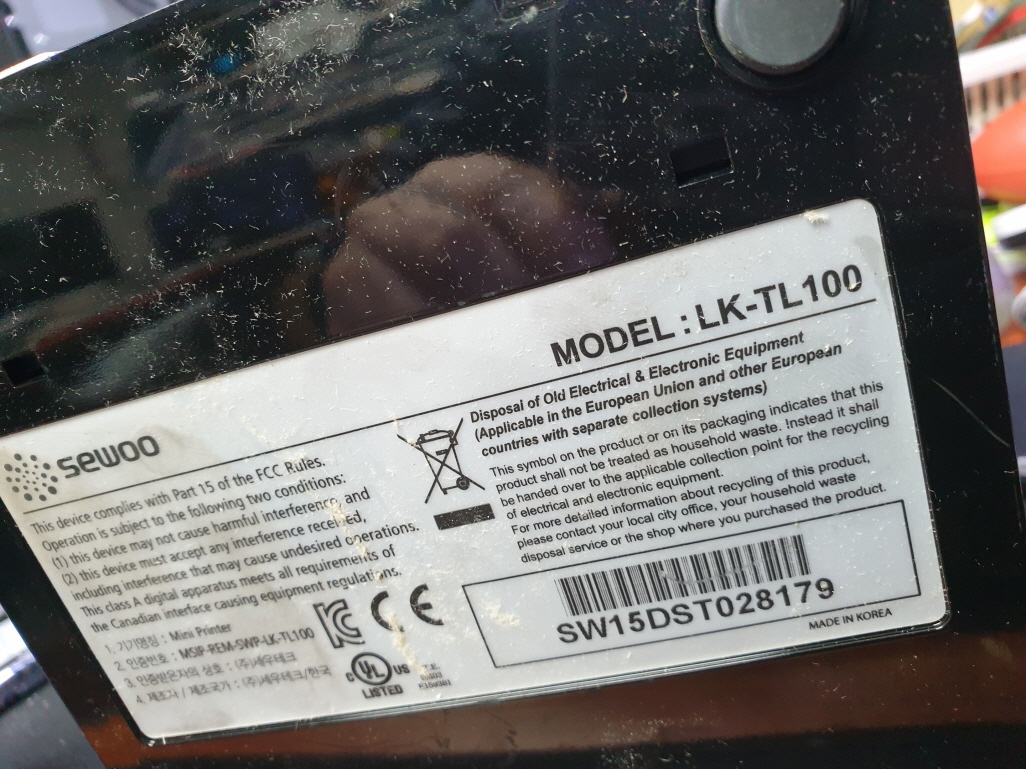 MODEL : LK-TL100
sewoo
This device complies with Part 15 of the FCC Rules.
Operation is subject to the following two conditions:
(1) this device may not cause harmful interference, and
(2) this device must accept any interference received,
including interference that may cause undesired operations.
This class A digital apparatus meets all requirements of
the Canadian interface causing equipment regulations.
1. 기기명칭 : Mini Printer
2. 인증번호 : MSIP-REM-SWP-LK-TL100
3. 인증받은자의 상호 : (주)세우테크
4. 제조사 / 제조국가 : (주)세우테크/한국
C UL US
LISTED
I.T.E.
CE
Disposal of Old Electrical & Electronic Equipment
(Applicable in the European Union and other European
countries with separate collection systems)
This symbol on the product or on its packaging indicates that this
product shall not be treated as household waste. Instead it shall
be handed over to the applicable collection point for the recycling
of electrical and electronic equipment.
For more detailed information about recycling of this product,
please contact your local city office, your household waste
disposal service or the shop where you purchased the product.
SW15DST028179
MADE IN KOREA